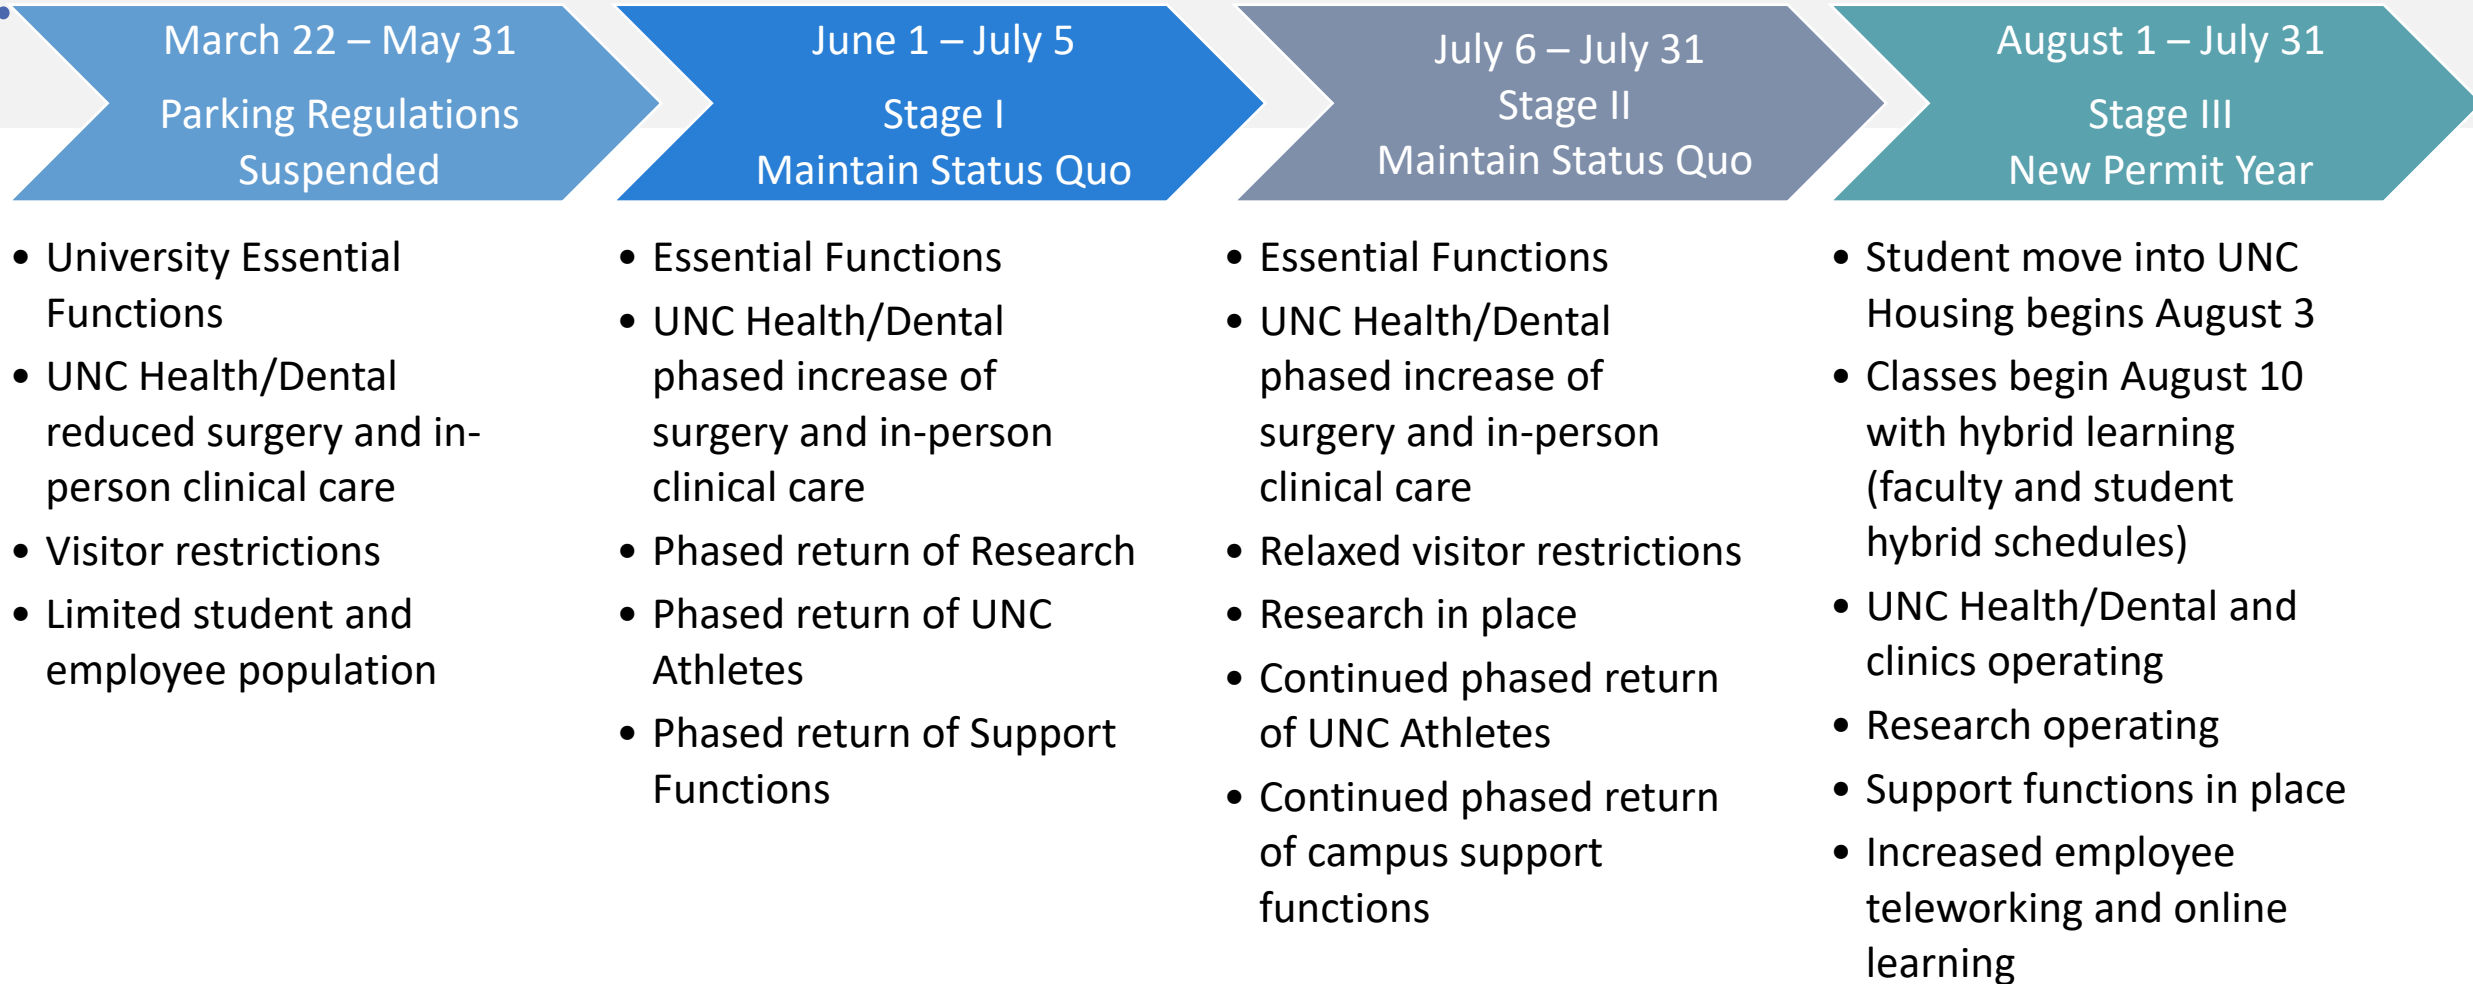 March 22 – May 31
Parking Regulations
Suspended
• University Essential
Functions
• UNC Health/Dental
reduced surgery and in-
person clinical care
• Visitor restrictions
• Limited student and
employee population
June 1 – July 5
Stage I
Maintain Status Quo
• Essential Functions
• UNC Health/Dental
phased increase of
surgery and in-person
clinical care
• Phased return of Research
• Phased return of UNC
Athletes
• Phased return of Support
Functions
July 6 – July 31
Stage II
Maintain Status Quo
• Essential Functions
• UNC Health/Dental
phased increase of
surgery and in-person
clinical care
• Relaxed visitor restrictions
• Research in place
• Continued phased return
of UNC Athletes
• Continued phased return
of campus support
functions
August 1 – July 31
Stage III
New Permit Year
• Student move into UNC
Housing begins August 3
• Classes begin August 10
with hybrid learning
(faculty and student
hybrid schedules)
• UNC Health/Dental and
clinics operating
• Research operating
• Support functions in place
• Increased employee
teleworking and online
learning